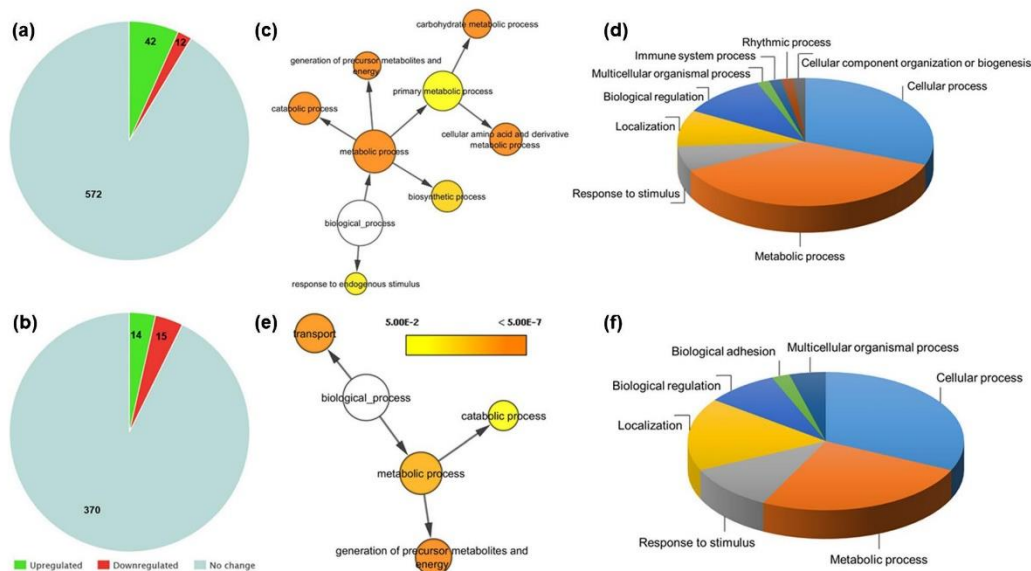 (a)
42
12
572
(c)
carbohydrate metabolic process
generation of precursor metabolites and
energy
primary metabolic process
catabolic process
cellular amino acid and derivative
metabolic process
metabolic process
biosynthetic process
biological_process
response to endogenous stimulus
(d)
Rhythmic process
Immune system process
Cellular component organization or biogenesis
Multicellular organismal process
Cellular process
Biological regulation
Localization
Response to stimulus
Metabolic process
(b)
14
15
370
Upregulated
Downregulated
No change
(e)
5.00E-2
< 5.00E-7
transport
biological_process
catabolic process
metabolic process
generation of precursor metabolites and
energy
(f)
Biological adhesion
Multicellular organismal process
Biological regulation
Cellular process
Localization
Response to stimulus
Metabolic process